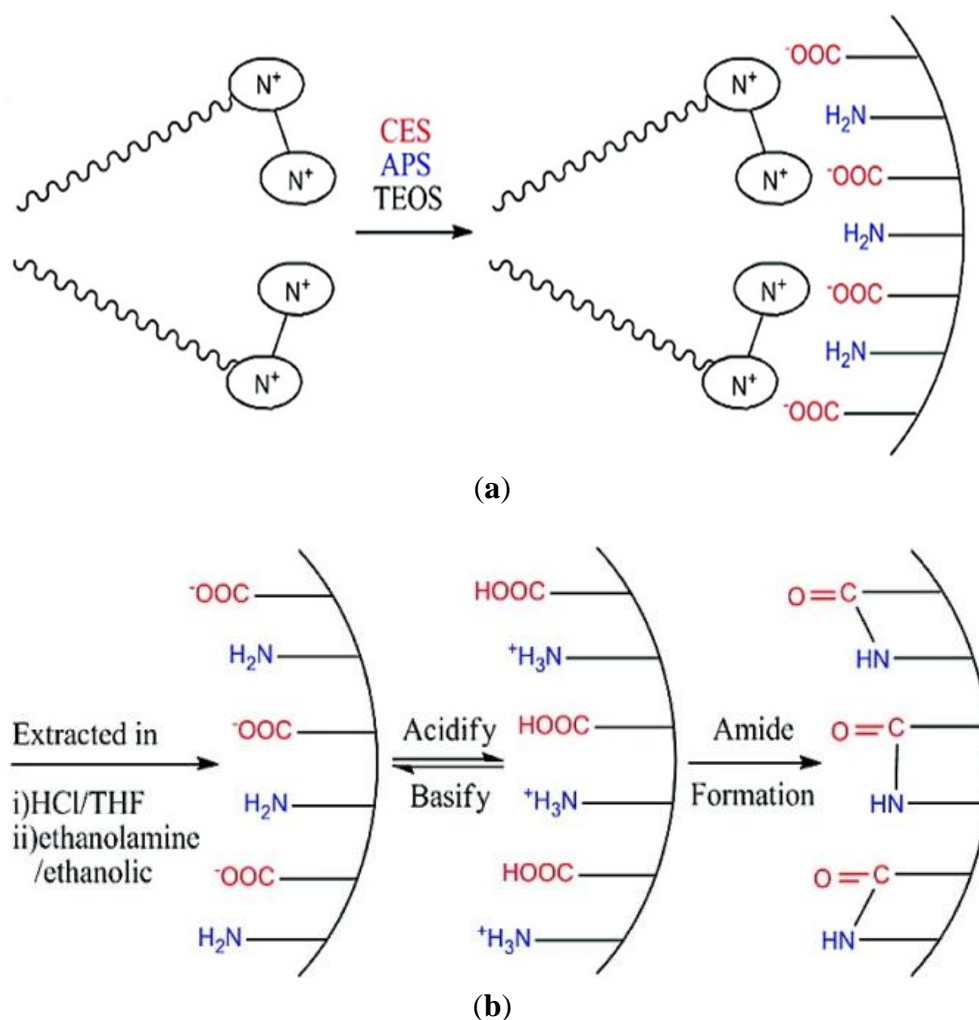 N⁺
N⁺
N⁺
N⁺
CES
APS
TEOS
N⁺
N⁺
N⁺
N⁺
⁻OOC
H₂N
⁻OOC
H₂N
⁻OOC
H₂N
⁻OOC
(a)
Extracted in
i)HCl/THF
ii)ethanolamine
/ethanolic
⁻OOC
H₂N
⁻OOC
H₂N
⁻OOC
H₂N
Acidify
Basify
HOOC
⁺H₃N
HOOC
⁺H₃N
HOOC
⁺H₃N
Amide
Formation
O=C
HN
O=C
HN
O=C
HN
(b)